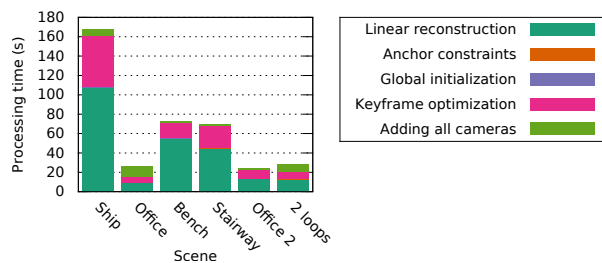 180
160
140
120
100
80
60
40
20
0
Processing time (s)
Ship
Office
Bench
Stairway
Office 2
2 loops
Scene
Linear reconstruction
Anchor constraints
Global initialization
Keyframe optimization
Adding all cameras